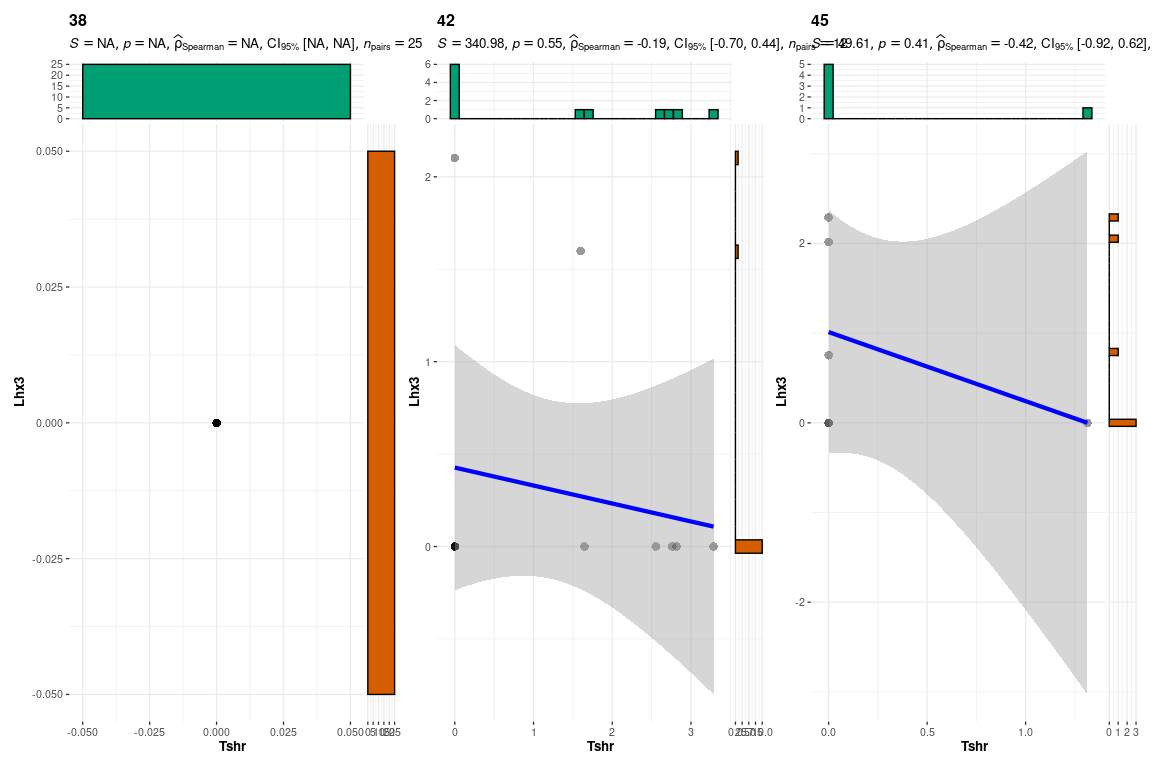 38
42
45
S = NA, p = NA, ρ̂Spearman = NA, CI95% [NA, NA], npairs = 25
S = 340.98, p = 0.55, ρ̂Spearman = -0.19, CI95% [-0.70, 0.44], npairs = 12
S = 49.61, p = 0.41, ρ̂Spearman = -0.42, CI95% [-0.92, 0.62],
25
20
15
10
5
0
6
4
2
0
5
4
3
2
1
0
0.050
0.025
0.000
-0.025
-0.050
Lhx3
2
1
0
Lhx3
2
0
-2
Lhx3
-0.050 -0.025 0.000 0.025 0.050
0 1 2 3
0.0 0.5 1.0
0 1 2 3
Tshr
Tshr
Tshr